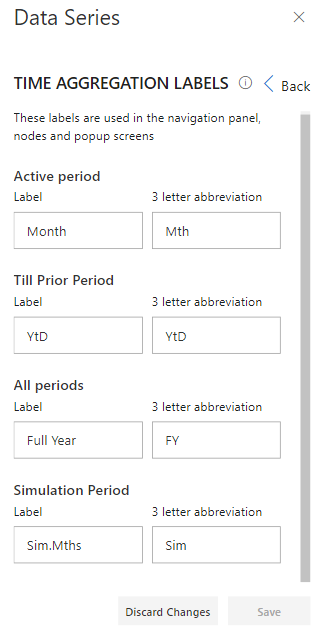 Data Series
TIME AGGREGATION LABELS
Back
These labels are used in the navigation panel,
nodes and popup screens
Active period
Label 3 letter abbreviation
Month Mth
Till Prior Period
Label 3 letter abbreviation
YtD YtD
All periods
Label 3 letter abbreviation
Full Year FY
Simulation Period
Label 3 letter abbreviation
Sim.Mths Sim
Discard Changes Save